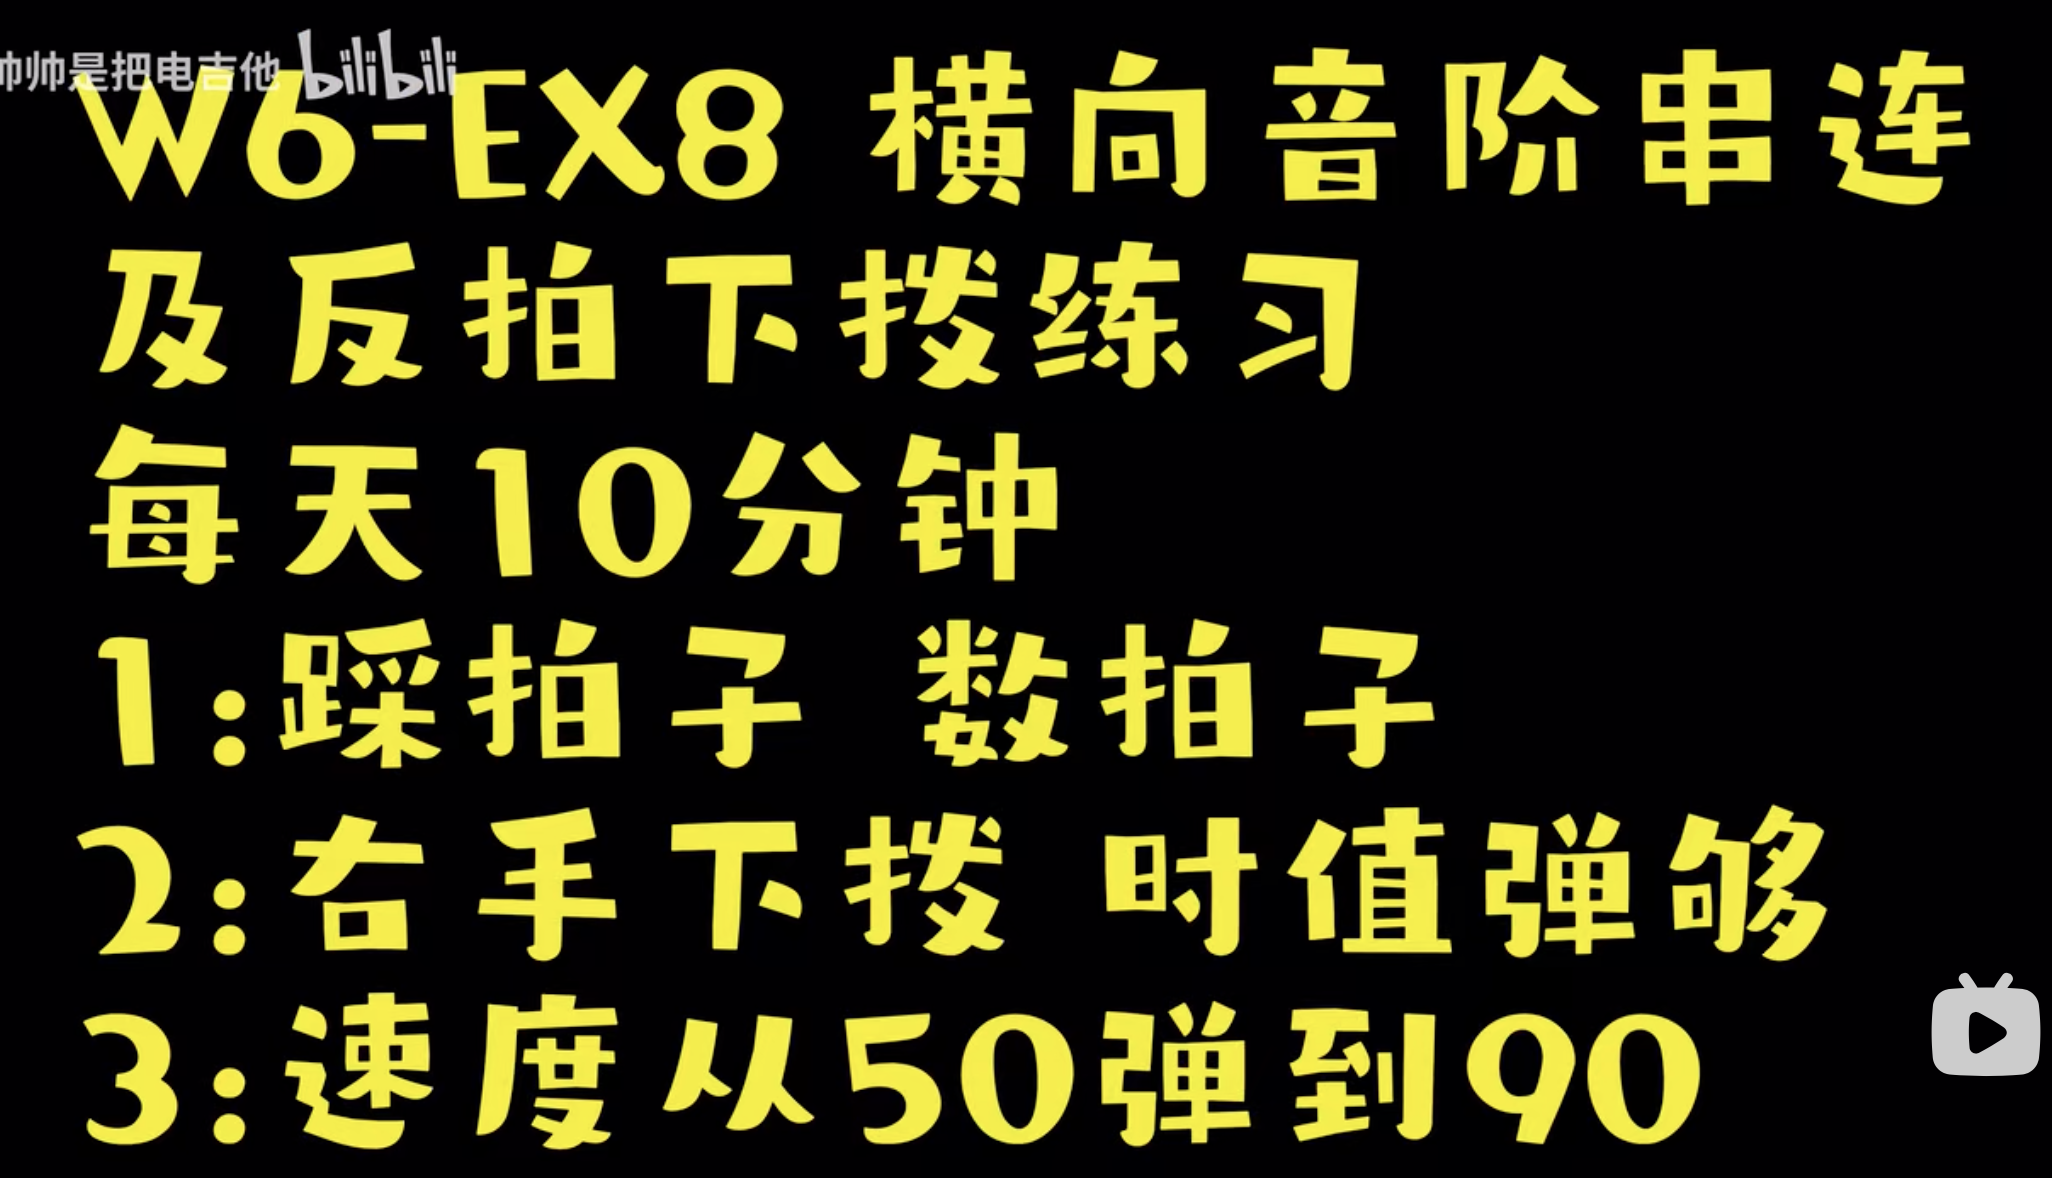 帅是把电吉他 bilibili
W6-EX8 横向音阶串连
及反拍下拨练习
每天10分钟
1:踩拍子 数拍子
2:右手下拨 时值弹够
3:速度从50弹到90